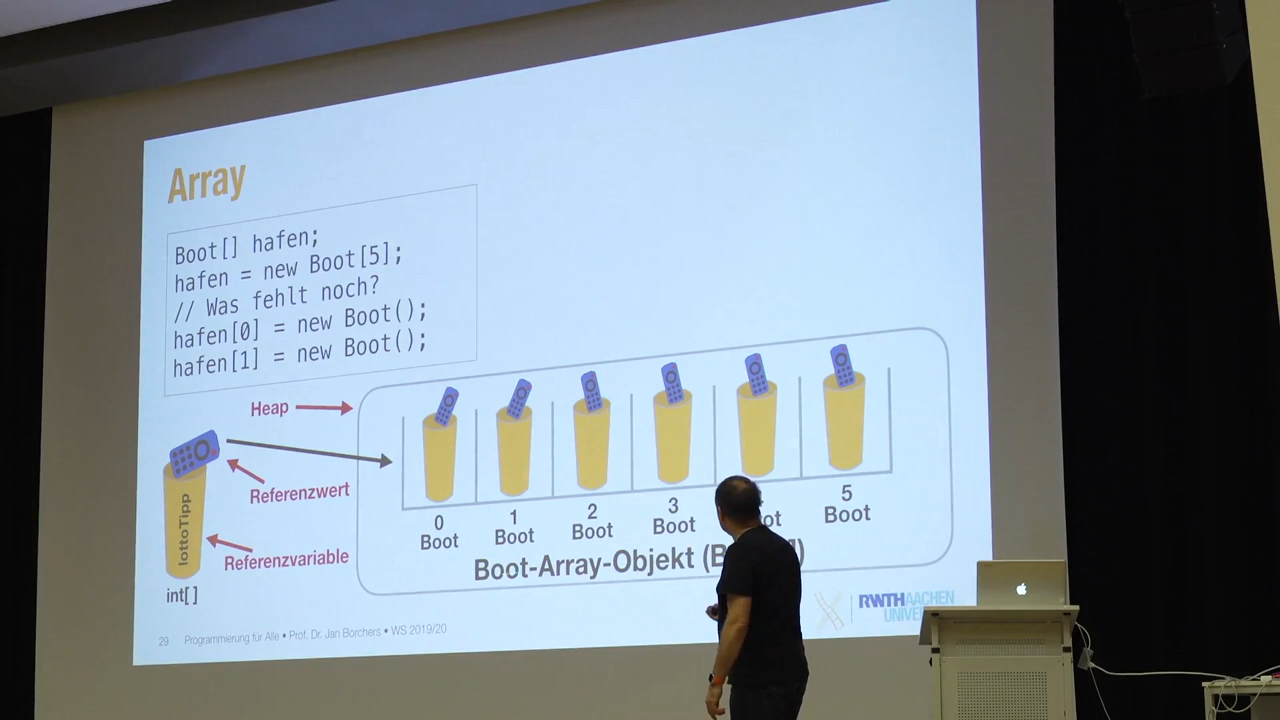 Array
Boot[] hafen;
hafen = new Boot[5];
// Was fehlt noch?
hafen[0] = new Boot();
hafen[1] = new Boot();
Heap
Referenzwert
Referenzvariable
lottoTipp
int[]
0 1 2 3 5
Boot Boot Boot Boot Boot
Boot-Array-Objekt
29 Programmierung für Alle • Prof. Dr. Jan Borchers • WS 2019/20
RWTHAACHEN